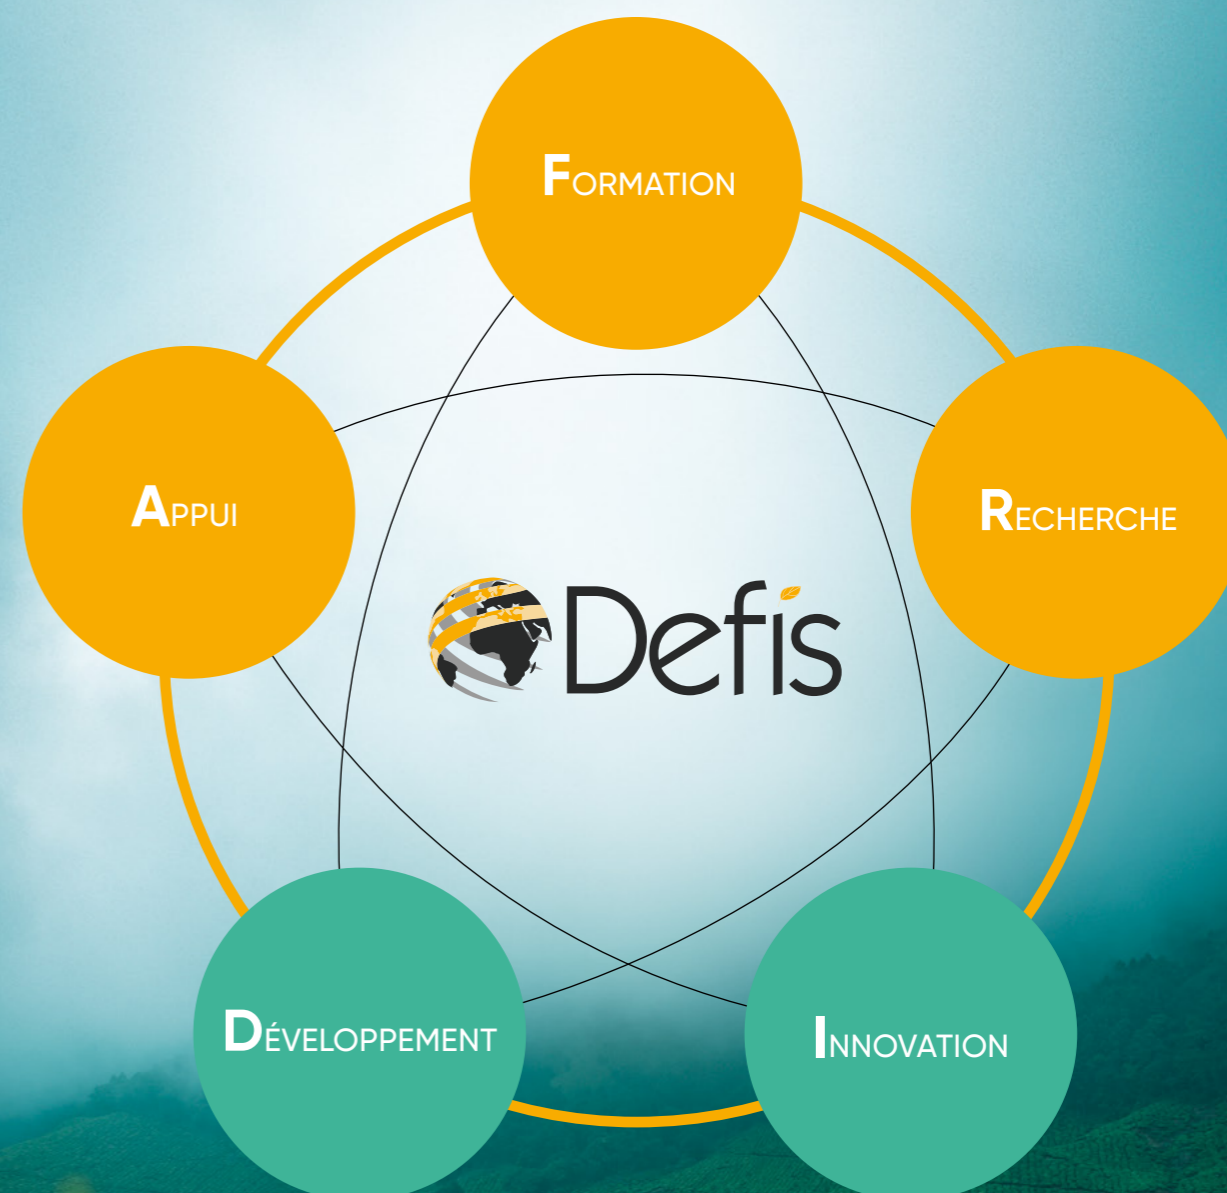 FORMATION
APPUI
RECHERCHE
Defis
DÉVELOPPEMENT
INNOVATION